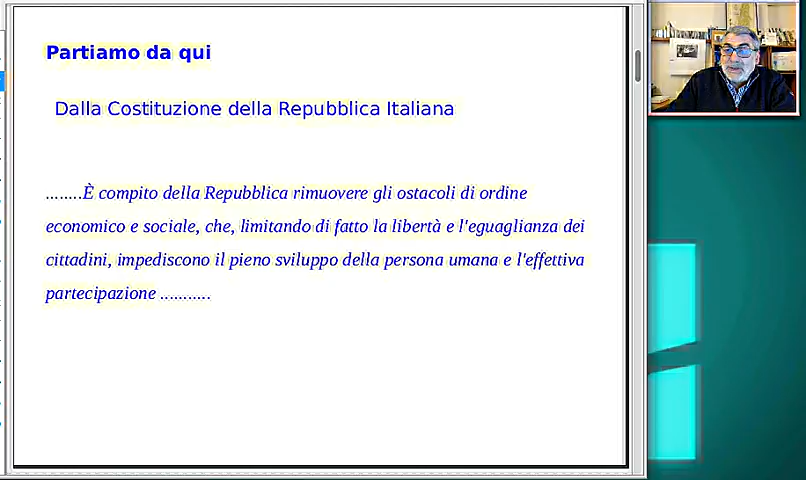 Partiamo da qui
Dalla Costituzione della Repubblica Italiana
........È compito della Repubblica rimuovere gli ostacoli di ordine
economico e sociale, che, limitando di fatto la libertà e l'eguaglianza dei
cittadini, impediscono il pieno sviluppo della persona umana e l'effettiva
partecipazione ...........